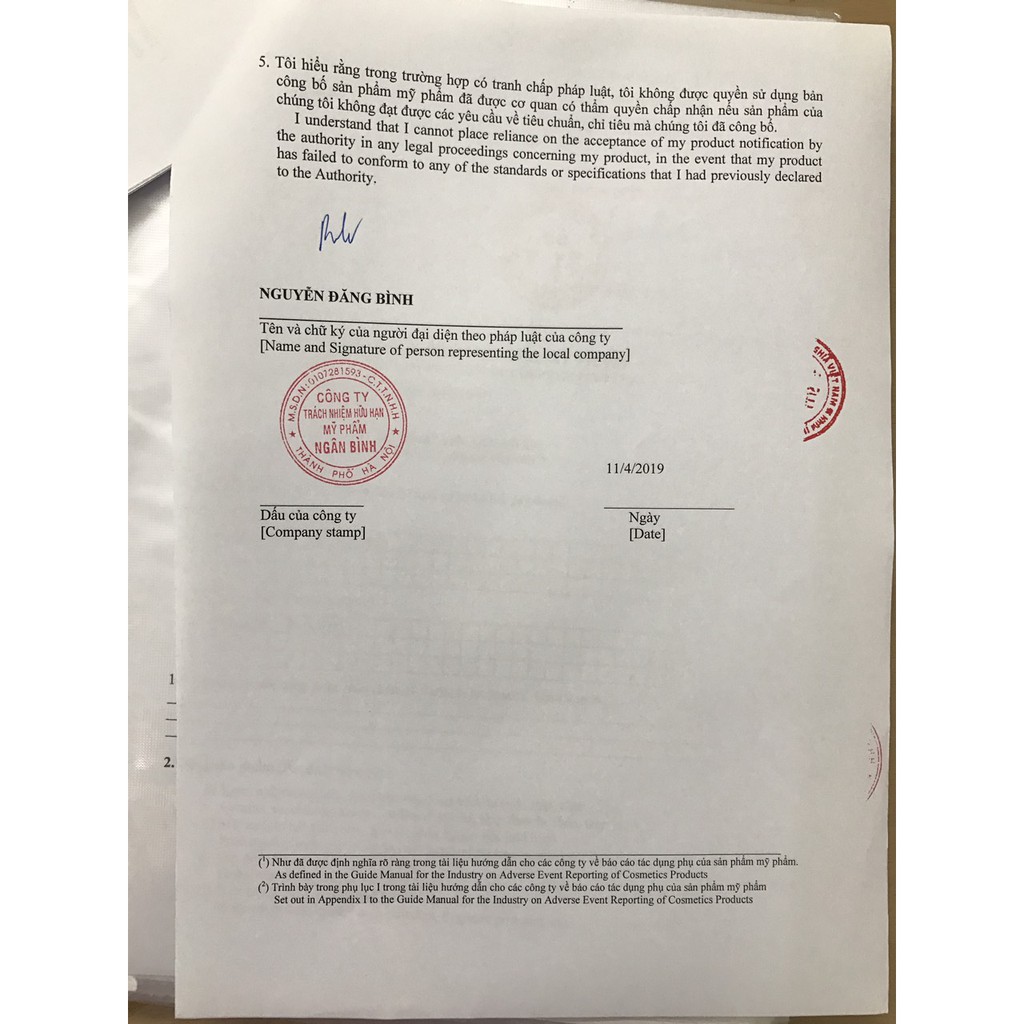 5. Tôi hiểu rằng trong trường hợp có tranh chấp pháp luật, tôi không được quyền sử dụng bản
công bố sản phẩm mỹ phẩm đã được cơ quan có thẩm quyền chấp nhận nếu sản phẩm của
chúng tôi không đạt được các yêu cầu về tiêu chuẩn, chỉ tiêu mà chúng tôi đã công bố.
I understand that I cannot place reliance on the acceptance of my product notification by
the authority in any legal proceedings concerning my product, in the event that my product
has failed to conform to any of the standards or specifications that I had previously declared
to the Authority.
NGUYỄN ĐĂNG BÌNH
Tên và chữ ký của người đại diện theo pháp luật của công ty
[Name and Signature of person representing the local company]
M.S.D.N:0107281593-C.T.T.N.H.H
CÔNG TY
TRÁCH NHIỆM HỮU HẠN
MỸ PHẨM
NGÂN BÌNH
THÀNH PHỐ HÀ NỘI
VIỆT NAM
11/4/2019
Dấu của công ty
[Company stamp]
Ngày
[Date]
1
2.
(1) Như đã được định nghĩa rõ ràng trong tài liệu hướng dẫn cho các công ty về báo cáo tác dụng phụ của sản phẩm mỹ phẩm.
As defined in the Guide Manual for the Industry on Adverse Event Reporting of Cosmetics Products
(2) Trình bày trong phụ lục I trong tài liệu hướng dẫn cho các công ty về báo cáo tác dụng phụ của sản phẩm mỹ phẩm
Set out in Appendix I to the Guide Manual for the Industry on Adverse Event Reporting of Cosmetics Products